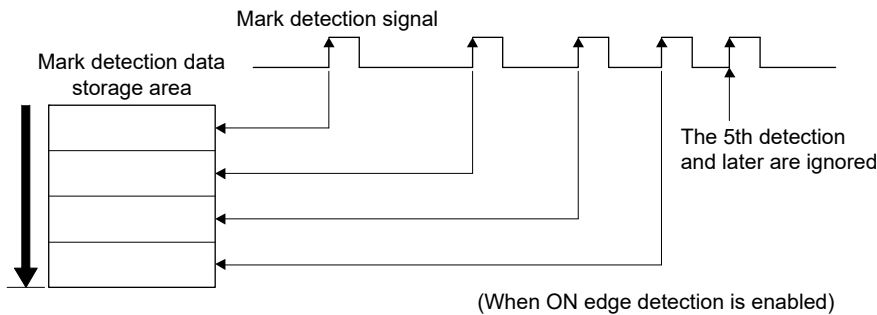 Mark detection signal
Mark detection data
storage area
The 5th detection
and later are ignored
(When ON edge detection is enabled)